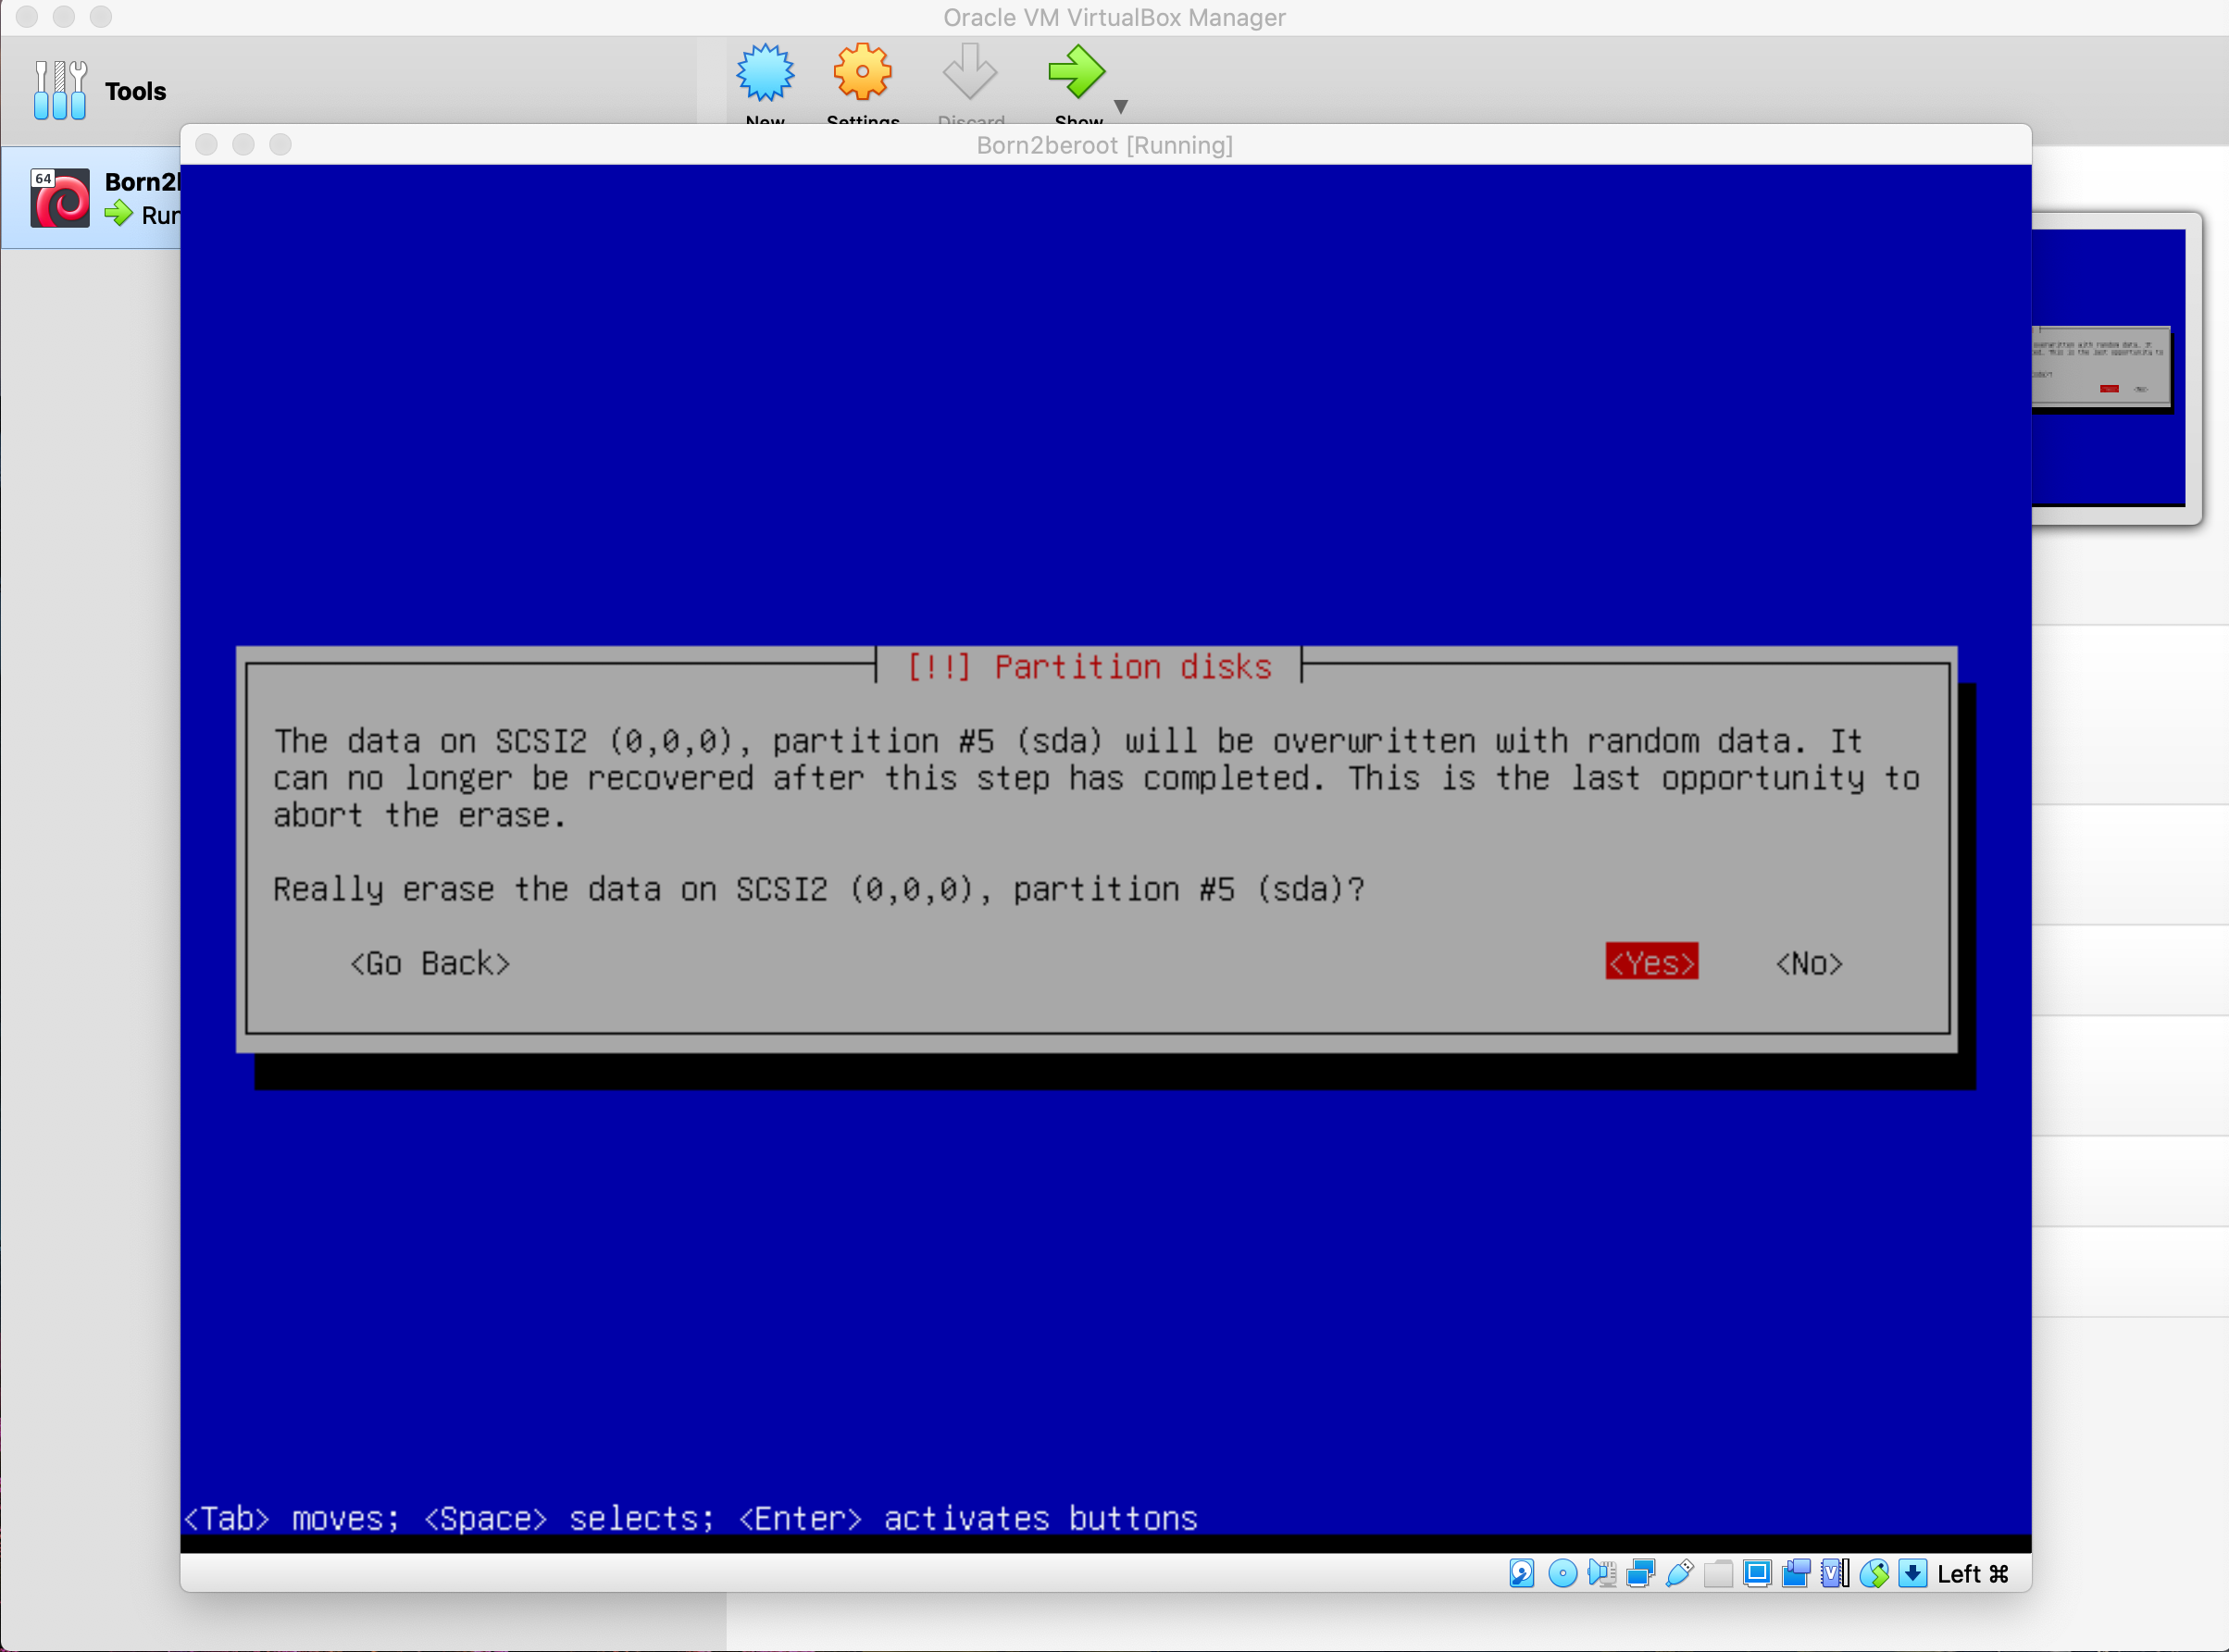 Oracle VM VirtualBox Manager
Tools
New
Settings
Discard
Show
Born2beroot [Running]
64
Born2
Run
[!!] Partition disks
The data on SCSI2 (0,0,0), partition #5 (sda) will be overwritten with random data. It
can no longer be recovered after this step has completed. This is the last opportunity to
abort the erase.
Really erase the data on SCSI2 (0,0,0), partition #5 (sda)?
<Go Back>
<Yes>
<No>
<Tab> moves; <Space> selects; <Enter> activates buttons
Left ⌘